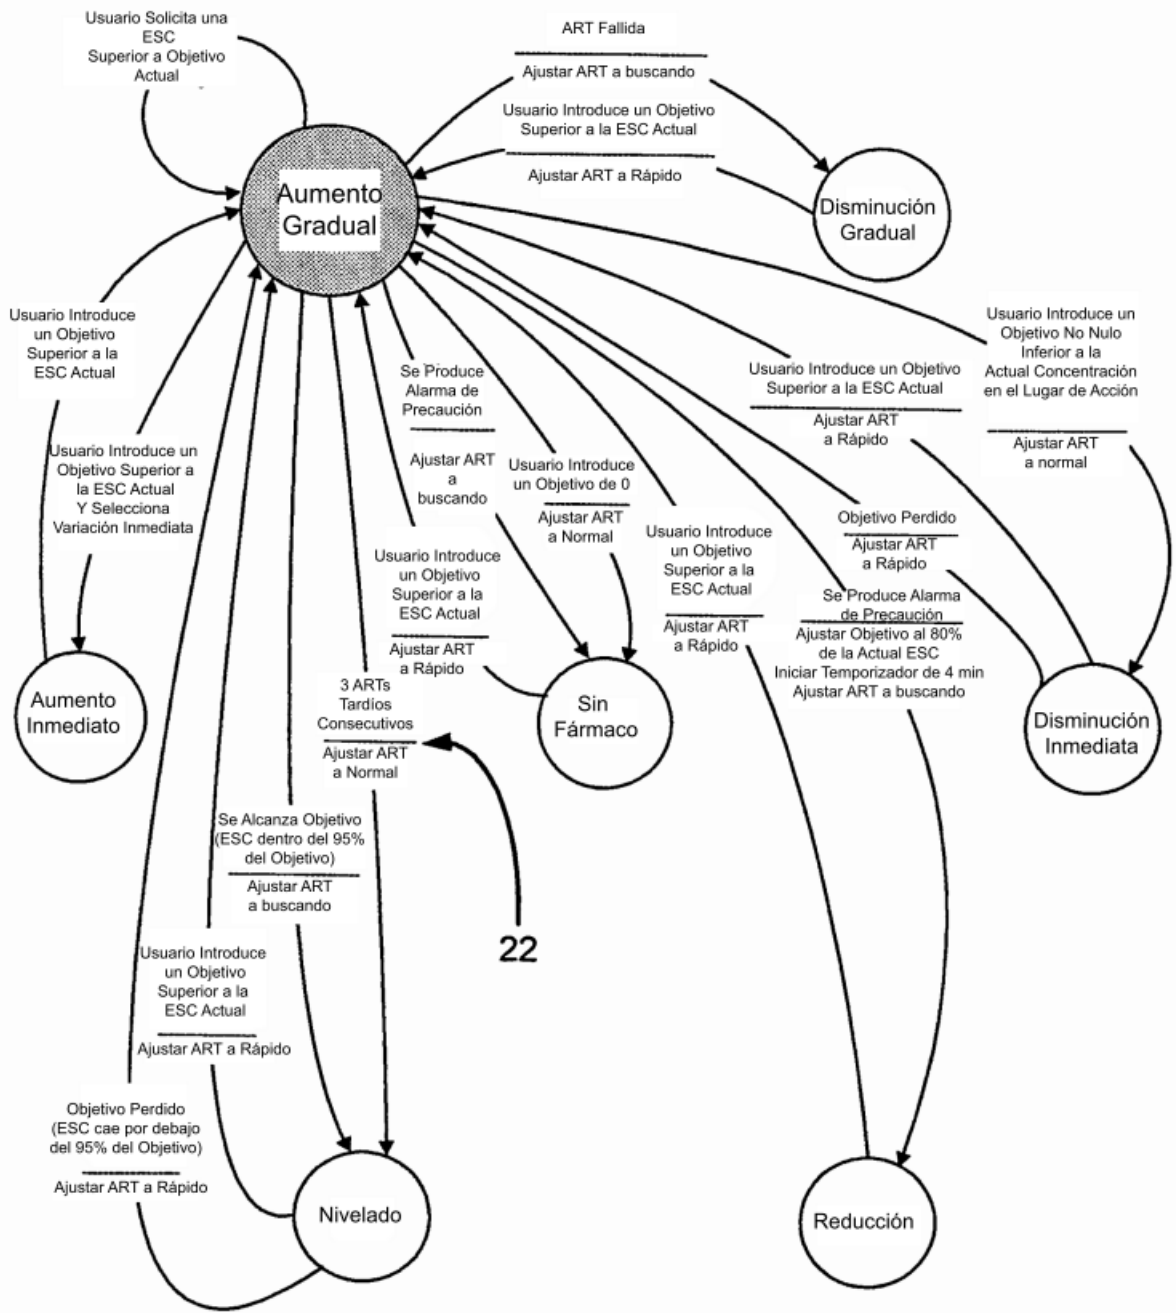 Usuario Solicita una
ESC
Superior a Objetivo
Actual
ART Fallida
Ajustar ART a buscando
Usuario Introduce un Objetivo
Superior a la ESC Actual
Ajustar ART a Rápido
Aumento
Gradual
Disminución
Gradual
Usuario Introduce
un Objetivo
Superior a la
ESC Actual
Usuario Introduce un
Objetivo Superior a
la ESC Actual
Y Selecciona
Variación Inmediata
Se Produce
Alarma de
Precaución
Ajustar ART
a
buscando
Usuario Introduce
un Objetivo de 0
Ajustar ART
a Normal
Usuario Introduce un Objetivo
Superior a la ESC Actual
Ajustar ART
a Rápido
Usuario Introduce un
Objetivo No Nulo
Inferior a la
Actual Concentración
en el Lugar de Acción
Ajustar ART
a normal
Objetivo Perdido
Ajustar ART
a Rápido
Usuario Introduce
un Objetivo
Superior a la
ESC Actual
Ajustar ART
a Rápido
Usuario Introduce
un Objetivo
Superior a la
ESC Actual
Ajustar ART
a Rápido
Se Produce Alarma
de Precaución
Ajustar Objetivo al 80%
de la Actual ESC
Iniciar Temporizador de 4 min
Ajustar ART a buscando
Aumento
Inmediato
3 ARTs
Tardíos
Consecutivos
Ajustar ART
a Normal
Sin
Fármaco
Disminución
Inmediata
Se Alcanza Objetivo
(ESC dentro del 95%
del Objetivo)
Ajustar ART
a buscando
22
Usuario Introduce
un Objetivo
Superior a la
ESC Actual
Ajustar ART a Rápido
Objetivo Perdido
(ESC cae por debajo
del 95% del Objetivo)
Ajustar ART a Rápido
Nivelado
Reducción